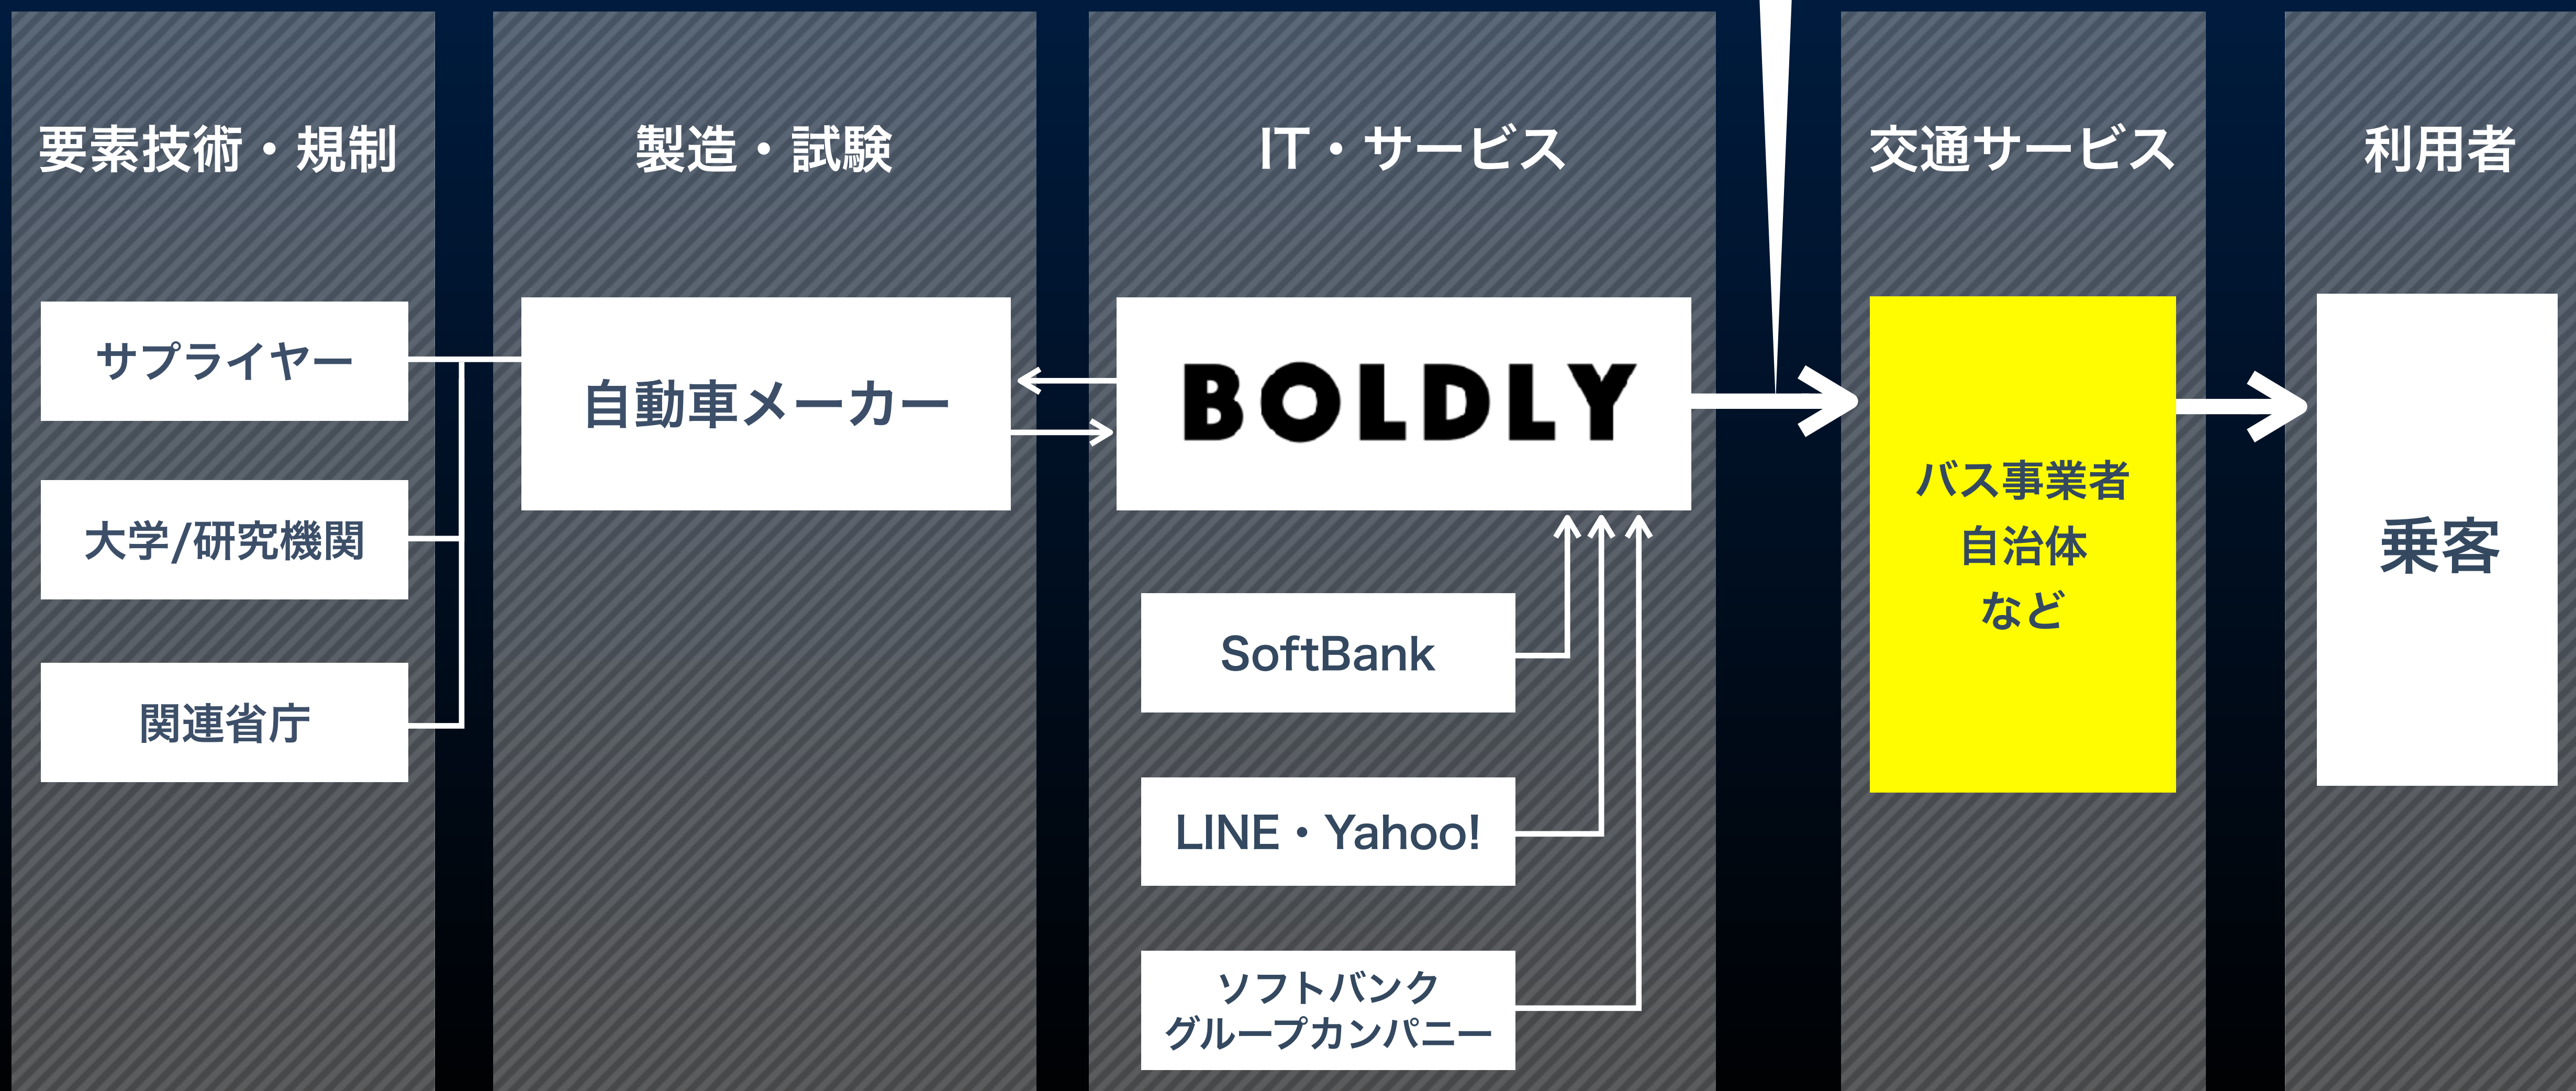 要素技術・規制
製造・試験
IT・サービス
交通サービス
利用者
サプライヤー
大学/研究機関
関連省庁
自動車メーカー
BOLDLY
SoftBank
LINE・Yahoo!
ソフトバンク
グループカンパニー
バス事業者
自治体
など
乗客